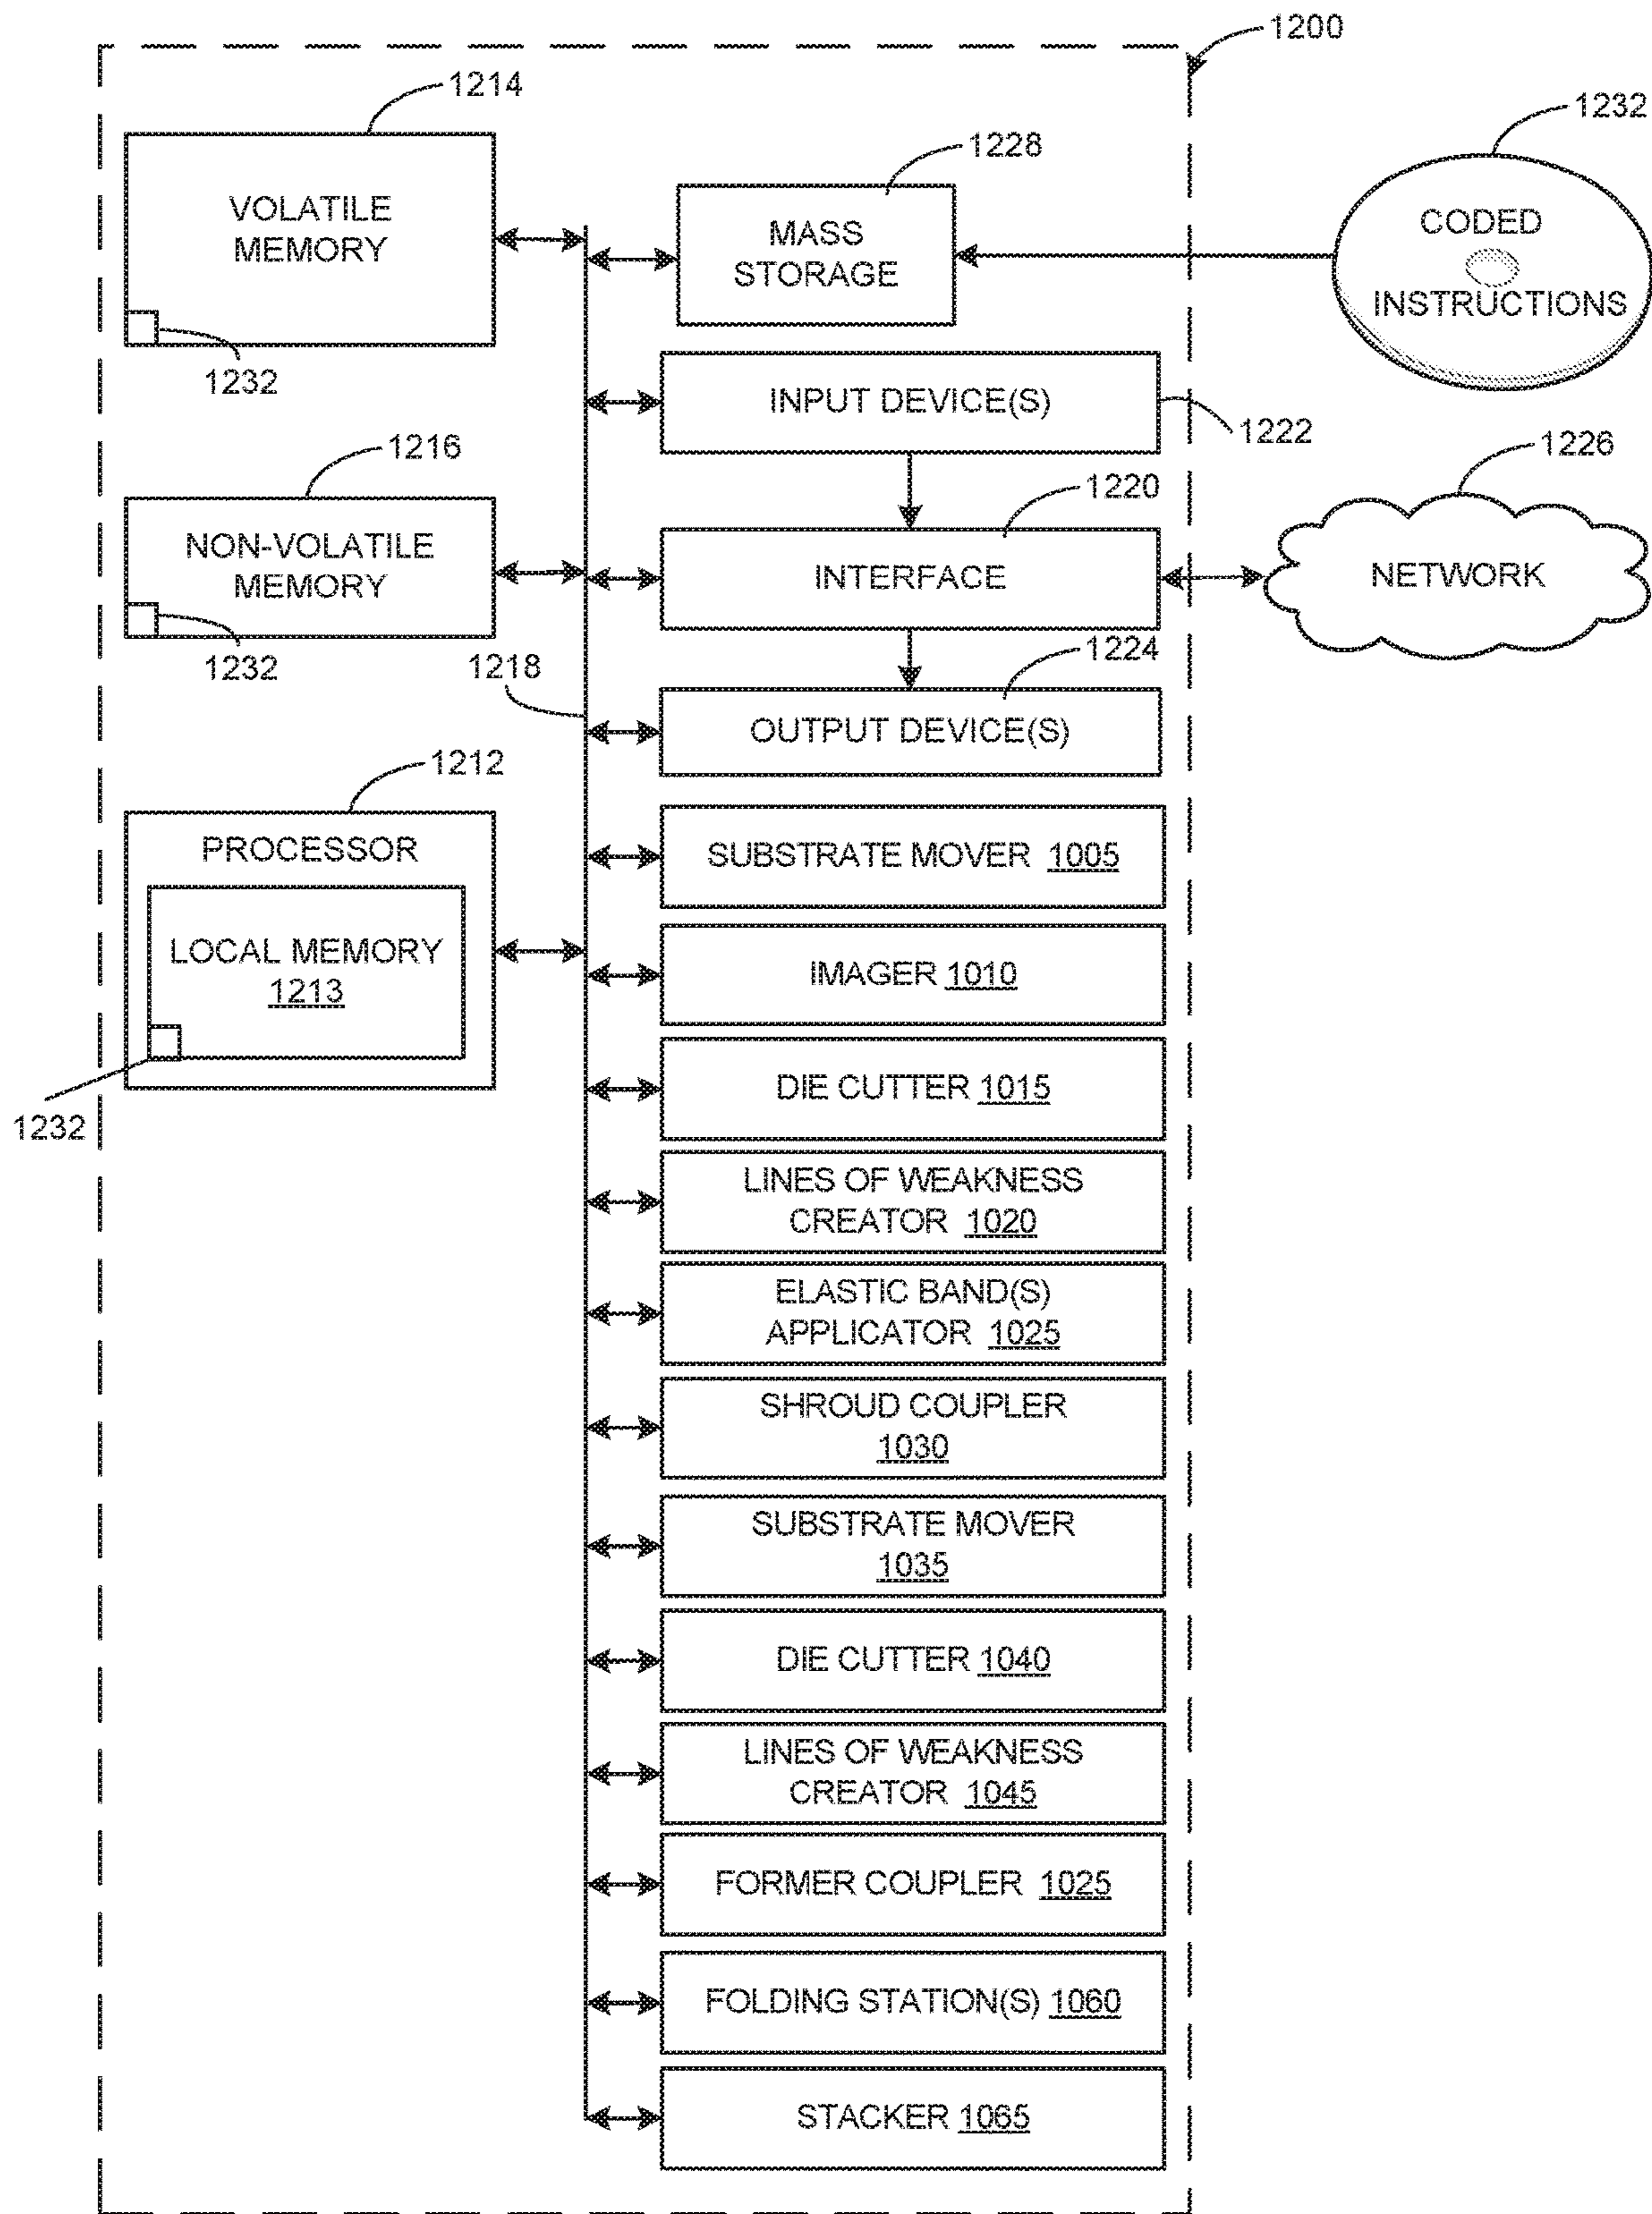 1200
1214
1232
1228
VOLATILE
MEMORY
MASS
STORAGE
CODED
INSTRUCTIONS
1232
INPUT DEVICE(S)
1222
1216
1226
1220
NON-VOLATILE
MEMORY
INTERFACE
NETWORK
1232
1218
1224
OUTPUT DEVICE(S)
1212
PROCESSOR
SUBSTRATE MOVER 1005
LOCAL MEMORY
1213
IMAGER 1010
1232
DIE CUTTER 1015
LINES OF WEAKNESS
CREATOR 1020
ELASTIC BAND(S)
APPLICATOR 1025
SHROUD COUPLER
1030
SUBSTRATE MOVER
1035
DIE CUTTER 1040
LINES OF WEAKNESS
CREATOR 1045
FORMER COUPLER 1025
FOLDING STATION(S) 1060
STACKER 1065